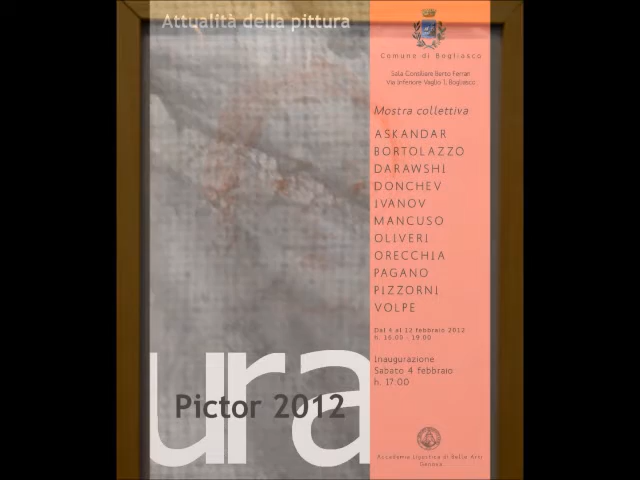 Attualità della pittura
Comune di Bogliasco
Sala Consiliare Berto Ferrari
Via Inferiore Vaglio 1, Bogliasco
Mostra collettiva
ASKANDAR
BORTOLAZZO
DARAWSHI
DONCHEV
IVANOV
MANCUSO
OLIVERI
ORECCHIA
PAGANO
PIZZORNI
VOLPE
Dal 4 al 12 febbraio 2012
h. 16.00 - 19.00
Inaugurazione
Sabato 4 febbraio
h. 17:00
ura
Pictor 2012
Accademia Ligustica di Belle Arti
Genova